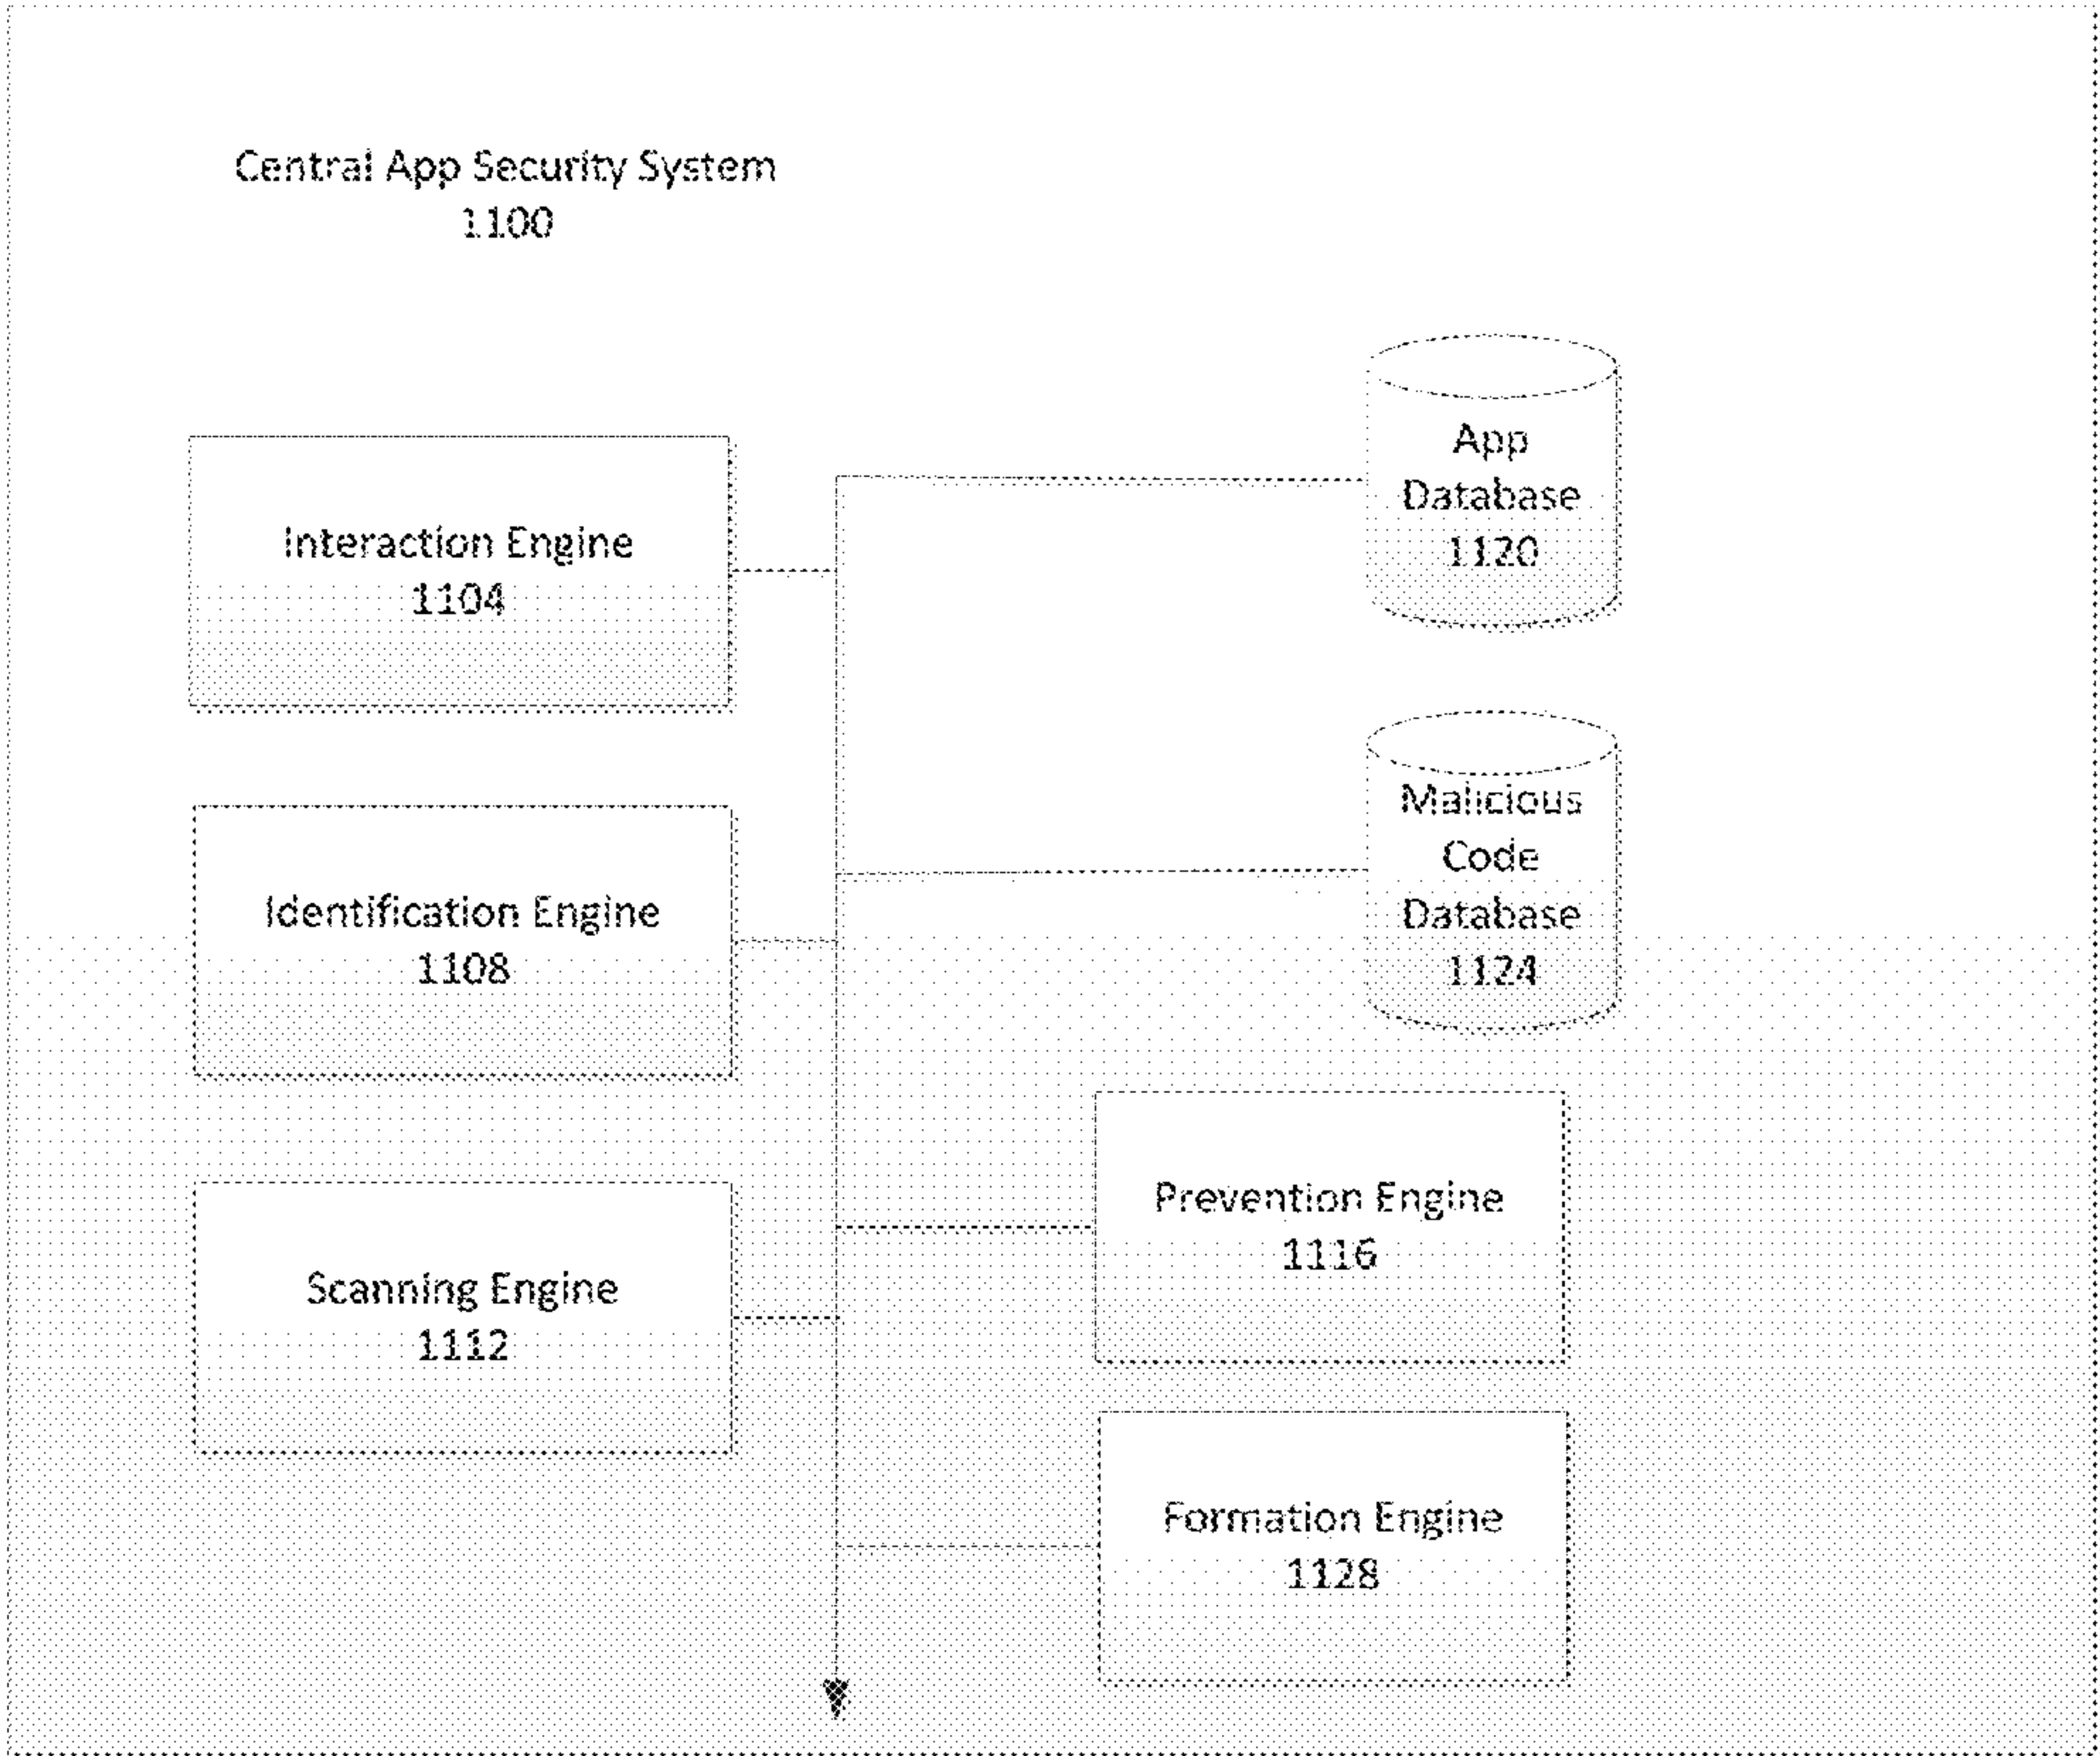 Central App Security System
1100
App
Database
1120
Interaction Engine
1104
Malicious
Code
Database
1124
Identification Engine
1108
Prevention Engine
1116
Scanning Engine
1112
Formation Engine
1128